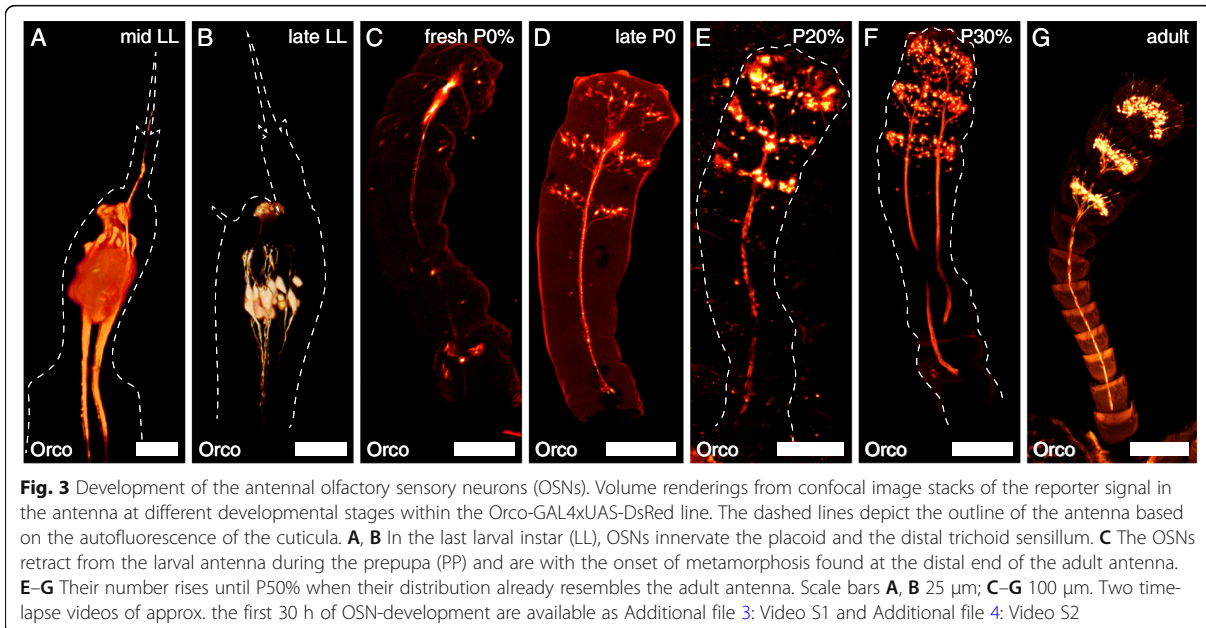 A mid LL B late LL C fresh P0% D late P0 E P20% F P30% G adult
Orco Orco Orco Orco Orco Orco Orco
Fig. 3 Development of the antennal olfactory sensory neurons (OSNs). Volume renderings from confocal image stacks of the reporter signal in
the antenna at different developmental stages within the Orco-GAL4xUAS-DsRed line. The dashed lines depict the outline of the antenna based
on the autofluorescence of the cuticula. A, B In the last larval instar (LL), OSNs innervate the placoid and the distal trichoid sensillum. C The OSNs
retract from the larval antenna during the prepupa (PP) and are with the onset of metamorphosis found at the distal end of the adult antenna.
E–G Their number rises until P50% when their distribution already resembles the adult antenna. Scale bars A, B 25 μm; C–G 100 μm. Two time-
lapse videos of approx. the first 30 h of OSN-development are available as Additional file 3: Video S1 and Additional file 4: Video S2